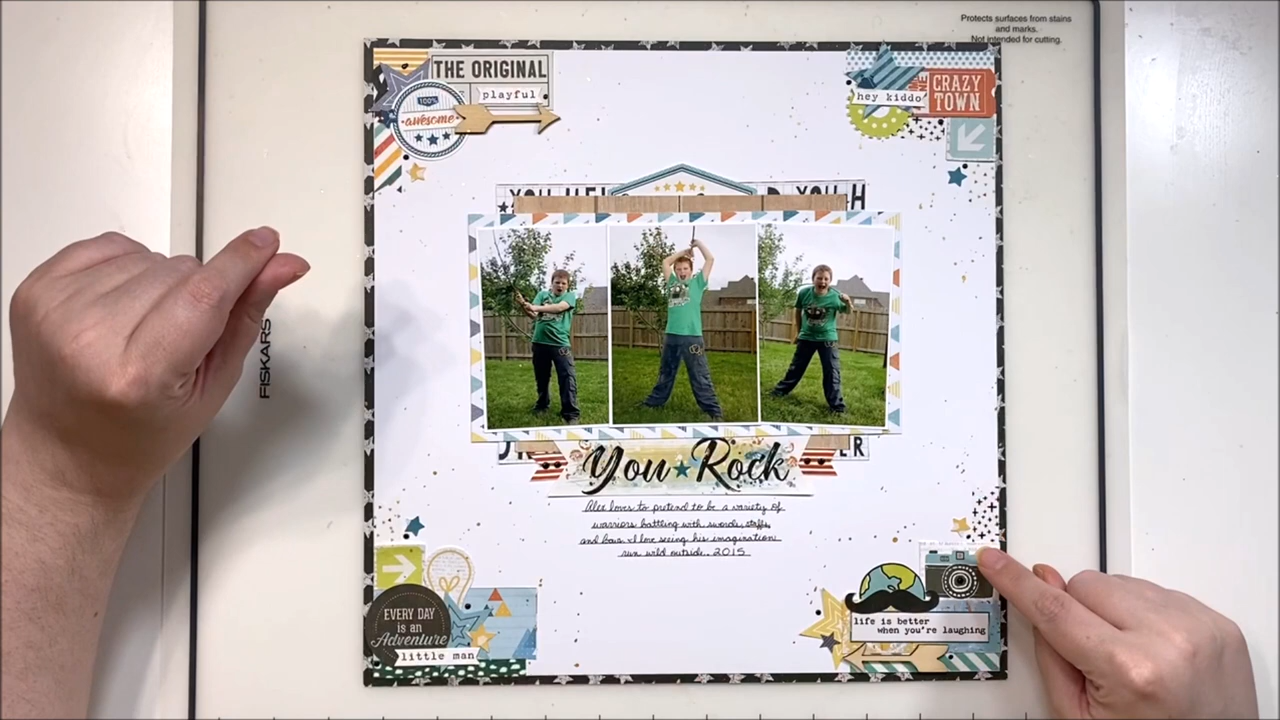 Protects surfaces from stains
and marks.
Not intended for cutting.
THE ORIGINAL
playful
100%
awesome
hey kiddo
CRAZY
TOWN
YOU
YOU
FISKARS
You Rock
Alex loves to pretend to be a variety of
warriors battling with swords, staffs,
and bows. I love seeing his imagination
run wild outside. 2015
EVERY DAY
is an
Adventure
little man
life is better
when you're laughing